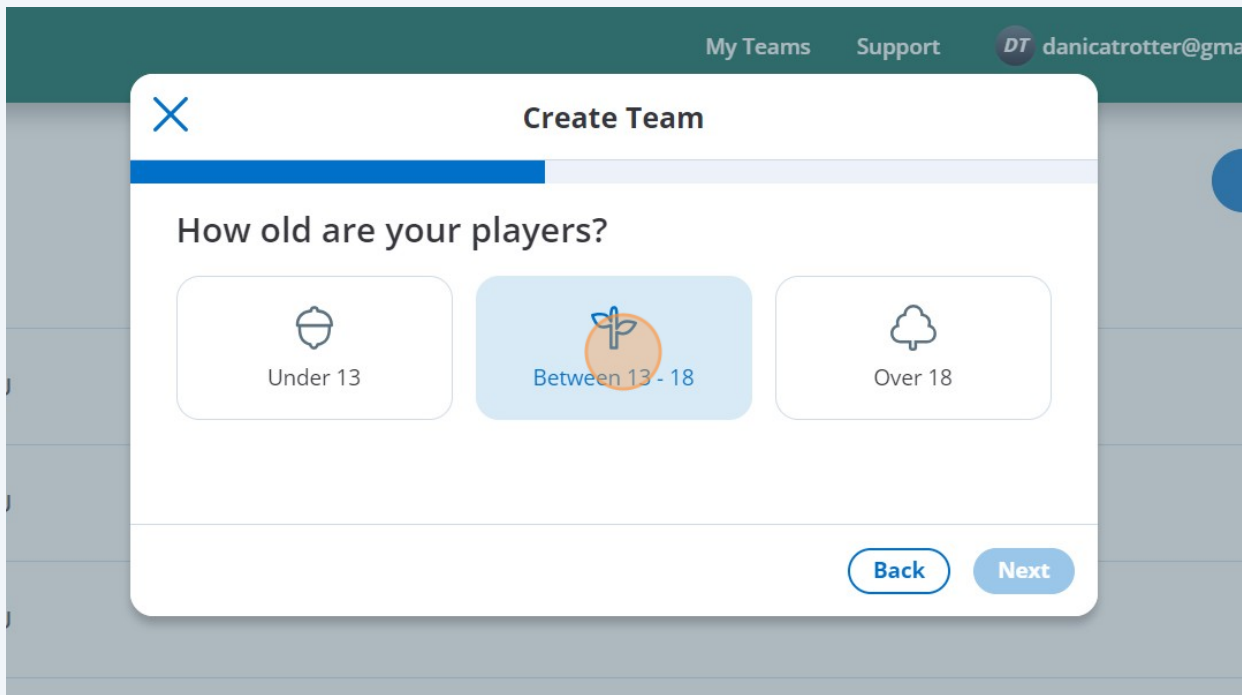 My Teams Support DT danicatrotter@gma
Create Team
How old are your players?
Under 13 Between 13 - 18 Over 18
Back Next